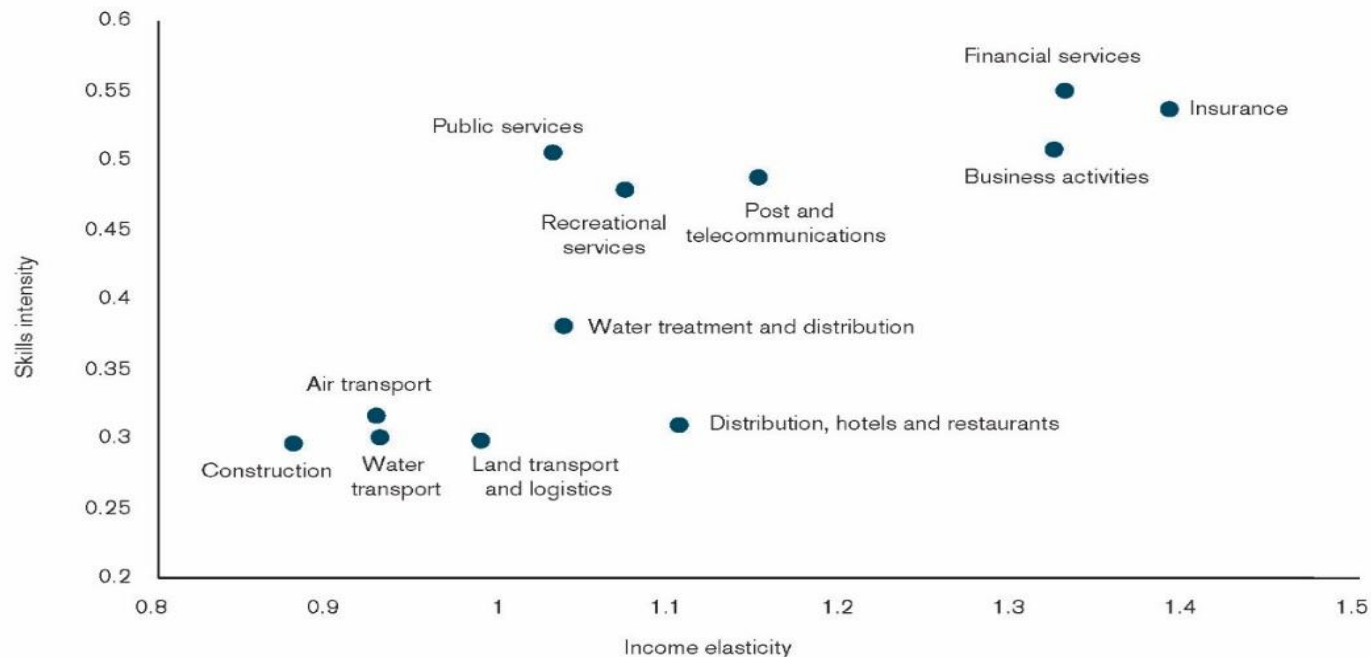 0.6
Financial services
0.55
Insurance
Public services
0.5
Business activities
Recreational
services
Post and
telecommunications
0.45
Skills intensity
0.4
Water treatment and distribution
0.35
Air transport
Distribution, hotels and restaurants
0.3
Construction
Water
transport
Land transport
and logistics
0.25
0.2
0.8
0.9
1
1.1
1.2
1.3
1.4
1.5
Income elasticity